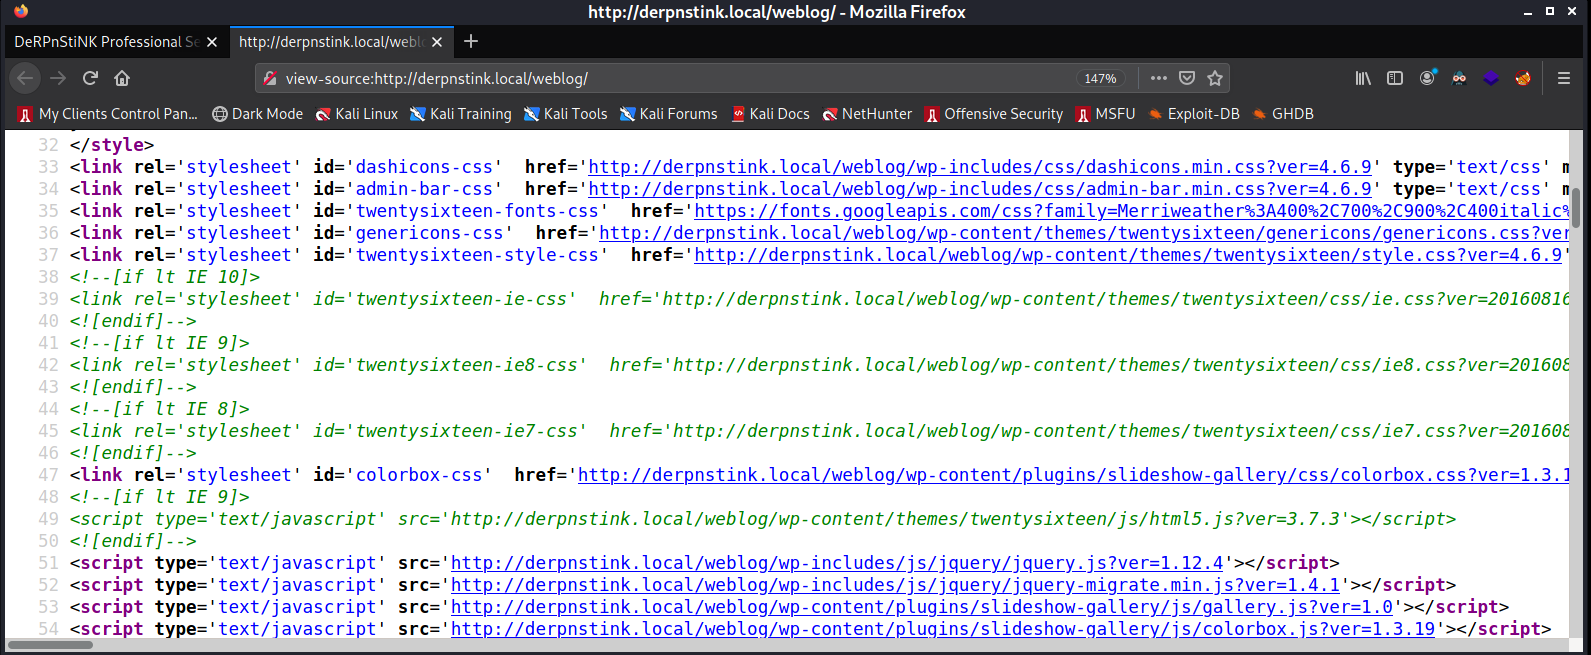 http://derpnstink.local/weblog/ - Mozilla Firefox
DeRPnStiNK Professional Se
http://derpnstink.local/webl
view-source:http://derpnstink.local/weblog/
147%
My Clients Control Pan...
Dark Mode
Kali Linux
Kali Training
Kali Tools
Kali Forums
Kali Docs
NetHunter
Offensive Security
MSFU
Exploit-DB
GHDB
32 </style>
33 <link rel='stylesheet' id='dashicons-css'  href='http://derpnstink.local/weblog/wp-includes/css/dashicons.min.css?ver=4.6.9' type='text/css' m
34 <link rel='stylesheet' id='admin-bar-css'  href='http://derpnstink.local/weblog/wp-includes/css/admin-bar.min.css?ver=4.6.9' type='text/css' m
35 <link rel='stylesheet' id='twentysixteen-fonts-css'  href='https://fonts.googleapis.com/css?family=Merriweather%3A400%2C700%2C900%2C400italic%
36 <link rel='stylesheet' id='genericons-css'  href='http://derpnstink.local/weblog/wp-content/themes/twentysixteen/genericons/genericons.css?ver
37 <link rel='stylesheet' id='twentysixteen-style-css'  href='http://derpnstink.local/weblog/wp-content/themes/twentysixteen/style.css?ver=4.6.9'
38 <!--[if lt IE 10]>
39 <link rel='stylesheet' id='twentysixteen-ie-css'  href='http://derpnstink.local/weblog/wp-content/themes/twentysixteen/css/ie.css?ver=20160816
40 <![endif]-->
41 <!--[if lt IE 9]>
42 <link rel='stylesheet' id='twentysixteen-ie8-css'  href='http://derpnstink.local/weblog/wp-content/themes/twentysixteen/css/ie8.css?ver=201608
43 <![endif]-->
44 <!--[if lt IE 8]>
45 <link rel='stylesheet' id='twentysixteen-ie7-css'  href='http://derpnstink.local/weblog/wp-content/themes/twentysixteen/css/ie7.css?ver=201608
46 <![endif]-->
47 <link rel='stylesheet' id='colorbox-css'  href='http://derpnstink.local/weblog/wp-content/plugins/slideshow-gallery/css/colorbox.css?ver=1.3.1
48 <!--[if lt IE 9]>
49 <script type='text/javascript' src='http://derpnstink.local/weblog/wp-content/themes/twentysixteen/js/html5.js?ver=3.7.3'></script>
50 <![endif]-->
51 <script type='text/javascript' src='http://derpnstink.local/weblog/wp-includes/js/jquery/jquery.js?ver=1.12.4'></script>
52 <script type='text/javascript' src='http://derpnstink.local/weblog/wp-includes/js/jquery/jquery-migrate.min.js?ver=1.4.1'></script>
53 <script type='text/javascript' src='http://derpnstink.local/weblog/wp-content/plugins/slideshow-gallery/js/gallery.js?ver=1.0'></script>
54 <script type='text/javascript' src='http://derpnstink.local/weblog/wp-content/plugins/slideshow-gallery/js/colorbox.js?ver=1.3.19'></script>